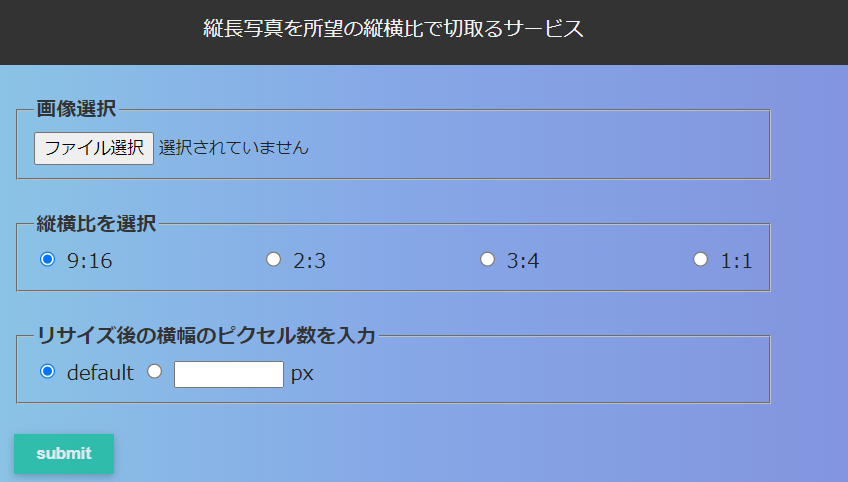 縦長写真を所望の縦横比で切取るサービス
画像選択
ファイル選択 選択されていません
縦横比を選択
9:16 2:3 3:4 1:1
リサイズ後の横幅のピクセル数を入力
default px
submit